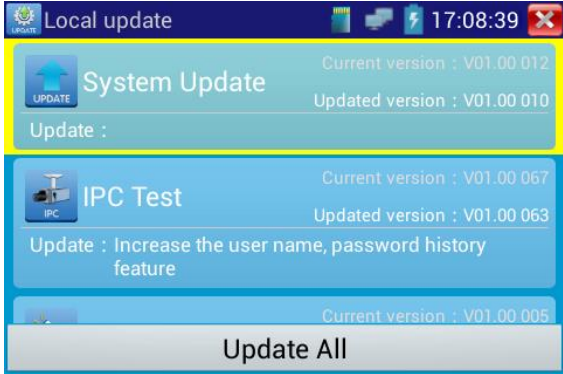 UPDATE
Local update
17:08:39
Current version : V01.00 012
System Update
UPDATE
Updated version : V01.00 010
Update :
Current version : V01.00 067
IPC Test
IPC
Updated version : V01.00 063
Update : Increase the user name, password history
feature
Current version : V01.00 005
Update All